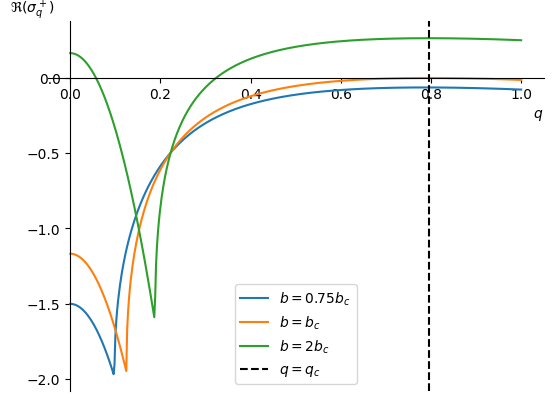 ℜ(σ_q^+)
0.0
−0.5
−1.0
−1.5
−2.0
0.0 0.2 0.4 0.6 0.8 1.0
q
b = 0.75b_c
b = b_c
b = 2b_c
q = q_c